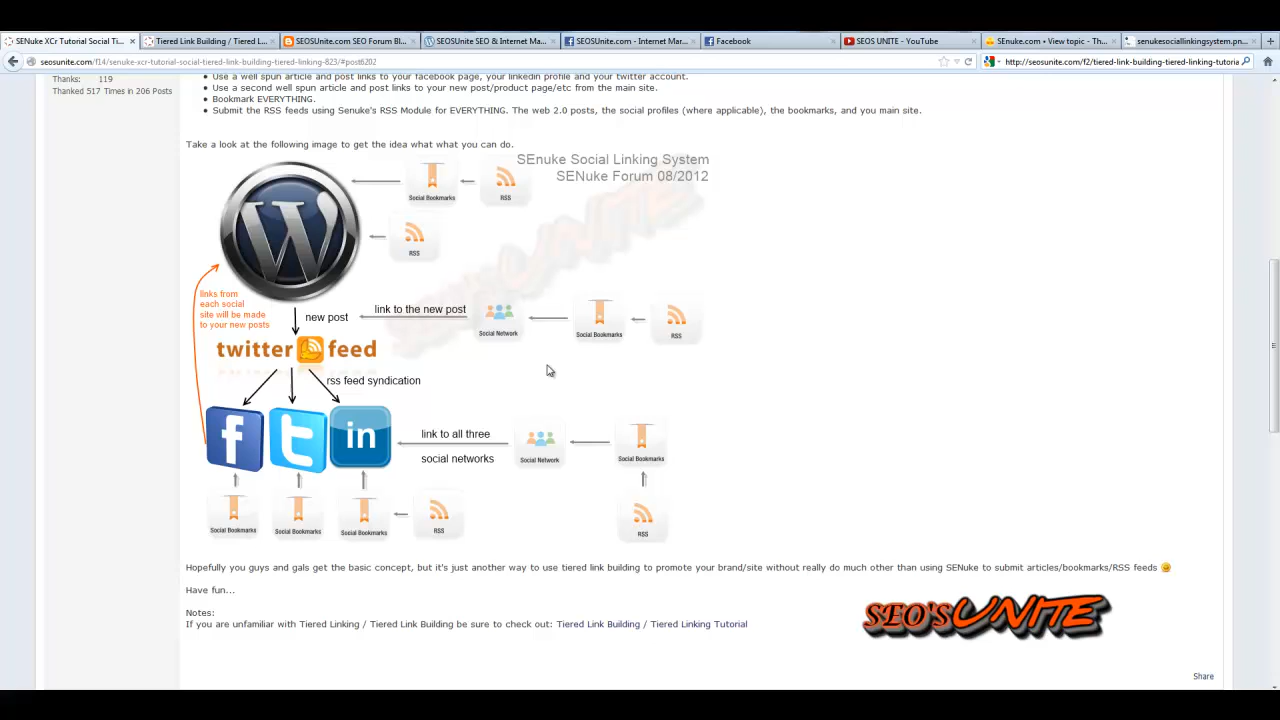 SENuke XCr Tutorial Social Ti...
Tiered Link Building / Tiered L...
SEOSUnite.com SEO Forum Bl...
SEOSUnite SEO & Internet Ma...
SEOSUnite.com - Internet Mar...
Facebook
SEOS UNITE - YouTube
SEnuke.com • View topic - Th...
senukesociallinkingsystem.pn...
seosunite.com/f14/senuke-xcr-tutorial-social-tiered-link-building-tiered-linking-823/#post6202
http://seosunite.com/f2/tiered-link-building-tiered-linking-tutoria
Thanks: 119
Thanked 517 Times in 206 Posts
• Use a well spun article and post links to your facebook page, your linkedin profile and your twitter account.
• Use a second well spun article and post links to your new post/product page/etc from the main site.
• Bookmark EVERYTHING.
• Submit the RSS feeds using Senuke's RSS Module for EVERYTHING. The web 2.0 posts, the social profiles (where applicable), the bookmarks, and you main site.
Take a look at the following image to get the idea what what you can do.
SEnuke Social Linking System
SENuke Forum 08/2012
Social Bookmarks
RSS
RSS
links from
each social
site will be made
to your new posts
new post
link to the new post
Social Network
Social Bookmarks
RSS
twitter feed
rss feed syndication
link to all three
social networks
Social Network
Social Bookmarks
Social Bookmarks
Social Bookmarks
Social Bookmarks
RSS
RSS
UNITE
Hopefully you guys and gals get the basic concept, but it's just another way to use tiered link building to promote your brand/site without really do much other than using SENuke to submit articles/bookmarks/RSS feeds
Have fun...
Notes:
If you are unfamiliar with Tiered Linking / Tiered Link Building be sure to check out: Tiered Link Building / Tiered Linking Tutorial
SEO'S UNITE
Share